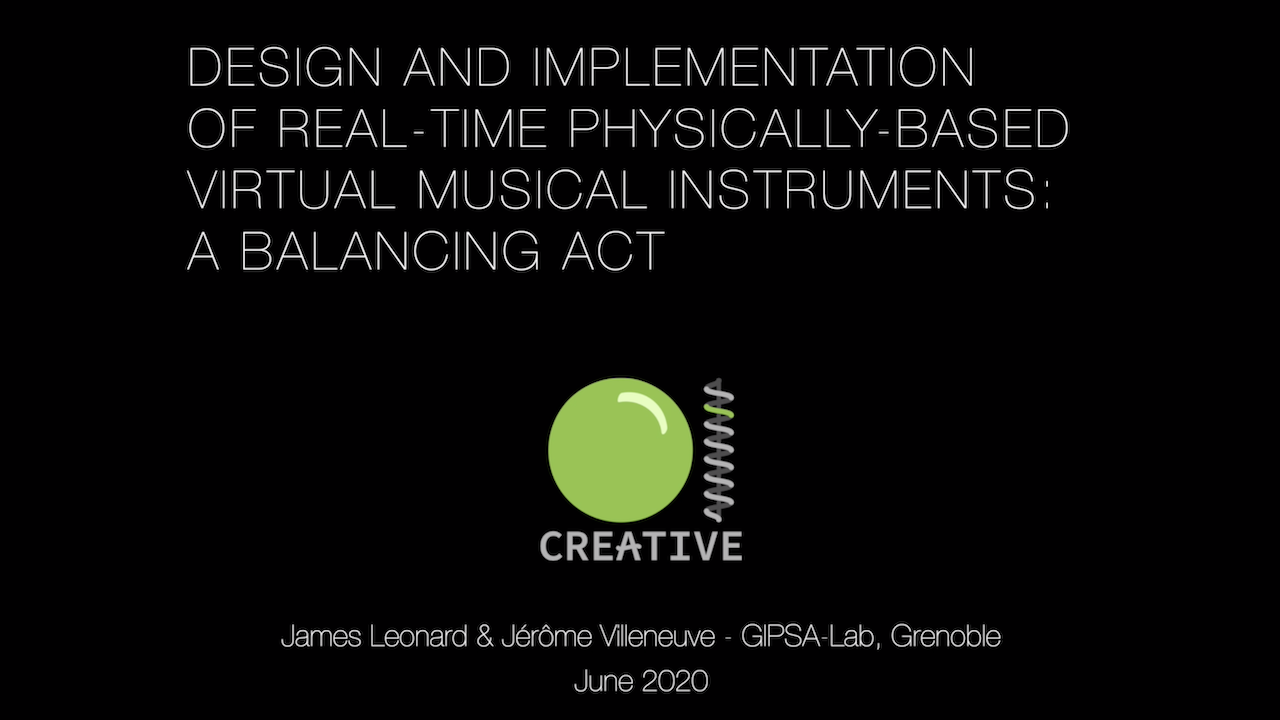 DESIGN AND IMPLEMENTATION
OF REAL-TIME PHYSICALLY-BASED
VIRTUAL MUSICAL INSTRUMENTS:
A BALANCING ACT
CREATIVE
James Leonard & Jérôme Villeneuve - GIPSA-Lab, Grenoble
June 2020